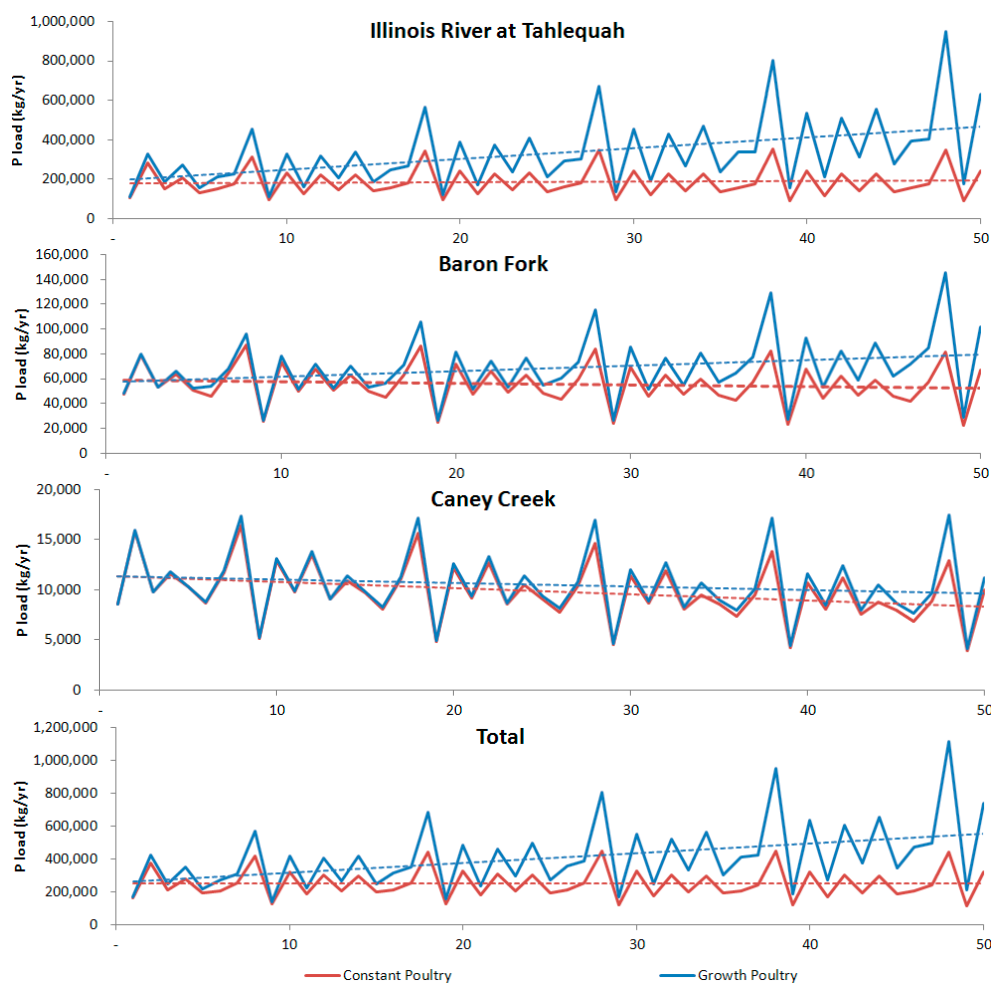 Illinois River at Tahlequah
P load (kg/yr)
1,000,000
800,000
600,000
400,000
200,000
0
- 10 20 30 40 50
Baron Fork
P load (kg/yr)
160,000
140,000
120,000
100,000
80,000
60,000
40,000
20,000
0
- 10 20 30 40 50
Caney Creek
P load (kg/yr)
20,000
15,000
10,000
5,000
0
- 10 20 30 40 50
Total
P load (kg/yr)
1,200,000
1,000,000
800,000
600,000
400,000
200,000
0
- 10 20 30 40 50
Constant Poultry Growth Poultry